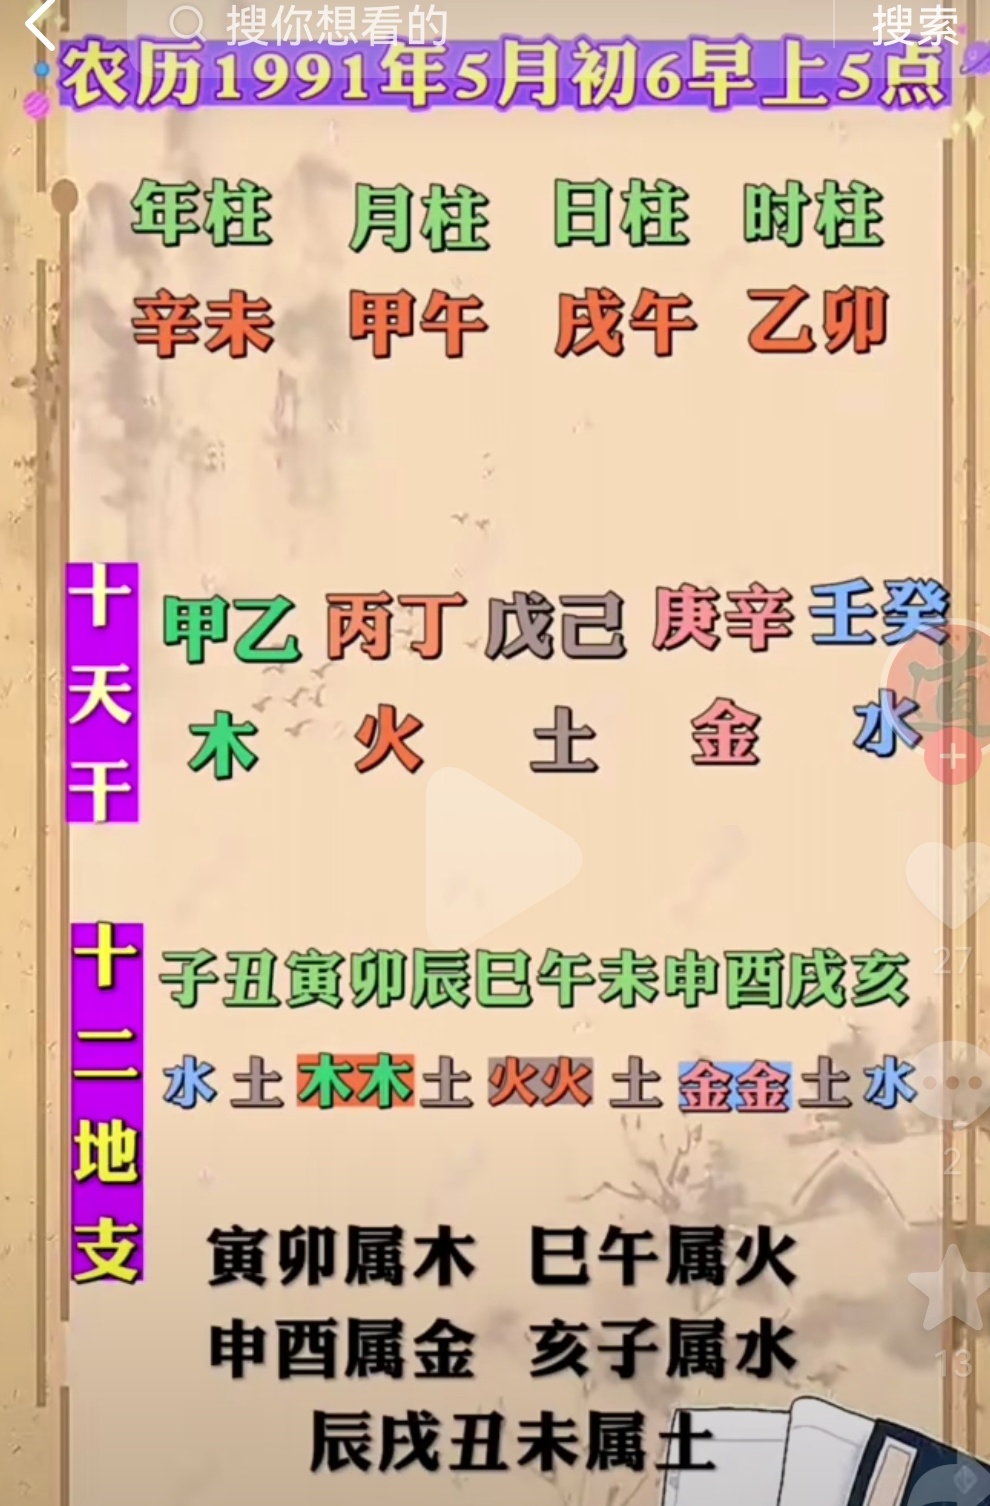 搜你想看的 搜索
农历1991年5月初6早上5点
年柱 月柱 日柱 时柱
辛未 甲午 戌午 乙卯
十天干
甲乙 丙丁 戊己 庚辛 壬癸
木 火 土 金 水
道
27
十二地支
子丑寅卯辰巳午未申酉戌亥
水 土 木木 土 火火 土 金金 土 水
2
寅卯属木 巳午属火
申酉属金 亥子属水
13
辰戌丑未属土